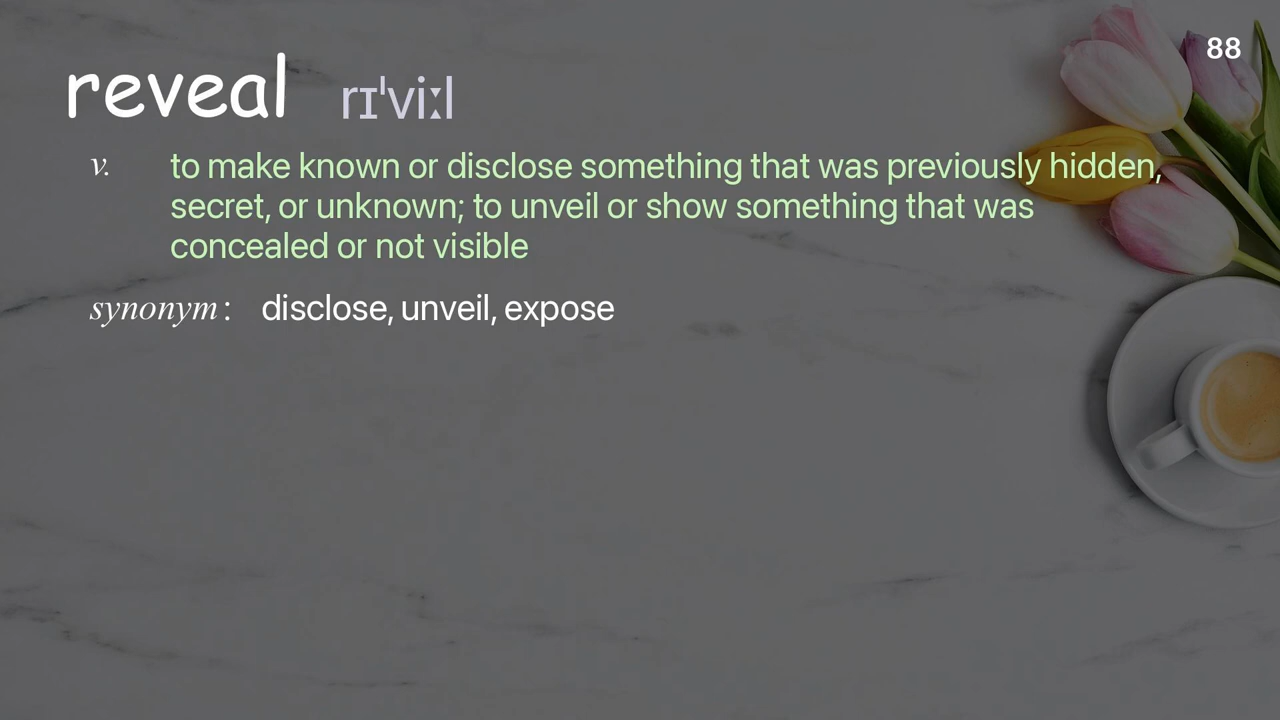 88
reveal rɪˈviːl
v. to make known or disclose something that was previously hidden,
secret, or unknown; to unveil or show something that was
concealed or not visible
synonym: disclose, unveil, expose